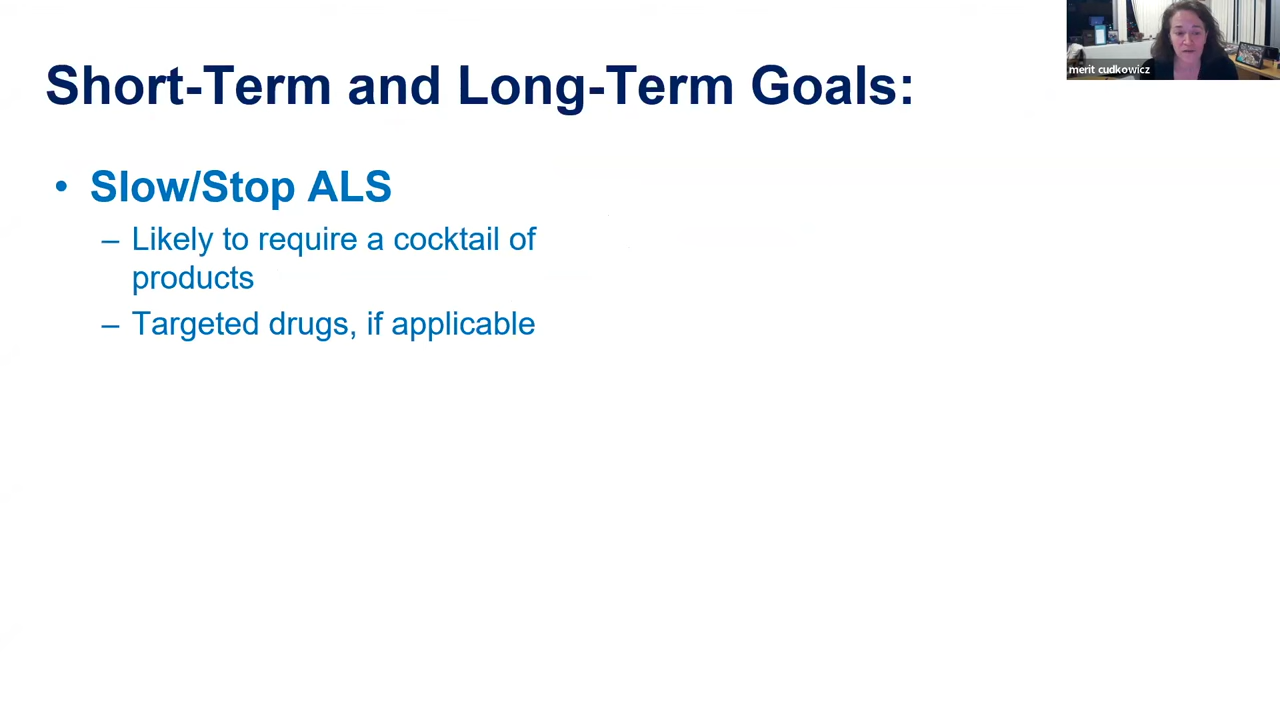 merit cudkowicz
Short-Term and Long-Term Goals:
• Slow/Stop ALS
– Likely to require a cocktail of
products
– Targeted drugs, if applicable